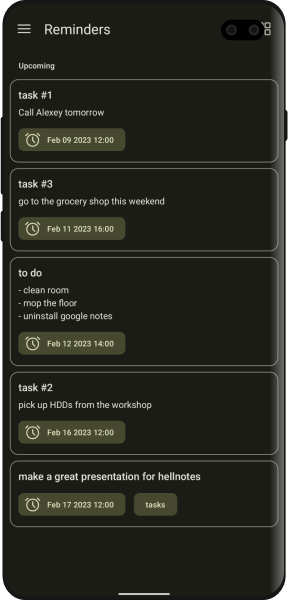 Reminders
Upcoming
task #1
Call Alexey tomorrow
Feb 09 2023 12:00
task #3
go to the grocery shop this weekend
Feb 11 2023 16:00
to do
- clean room
- mop the floor
- uninstall google notes
Feb 12 2023 14:00
task #2
pick up HDDs from the workshop
Feb 16 2023 12:00
make a great presentation for hellnotes
Feb 17 2023 12:00 tasks